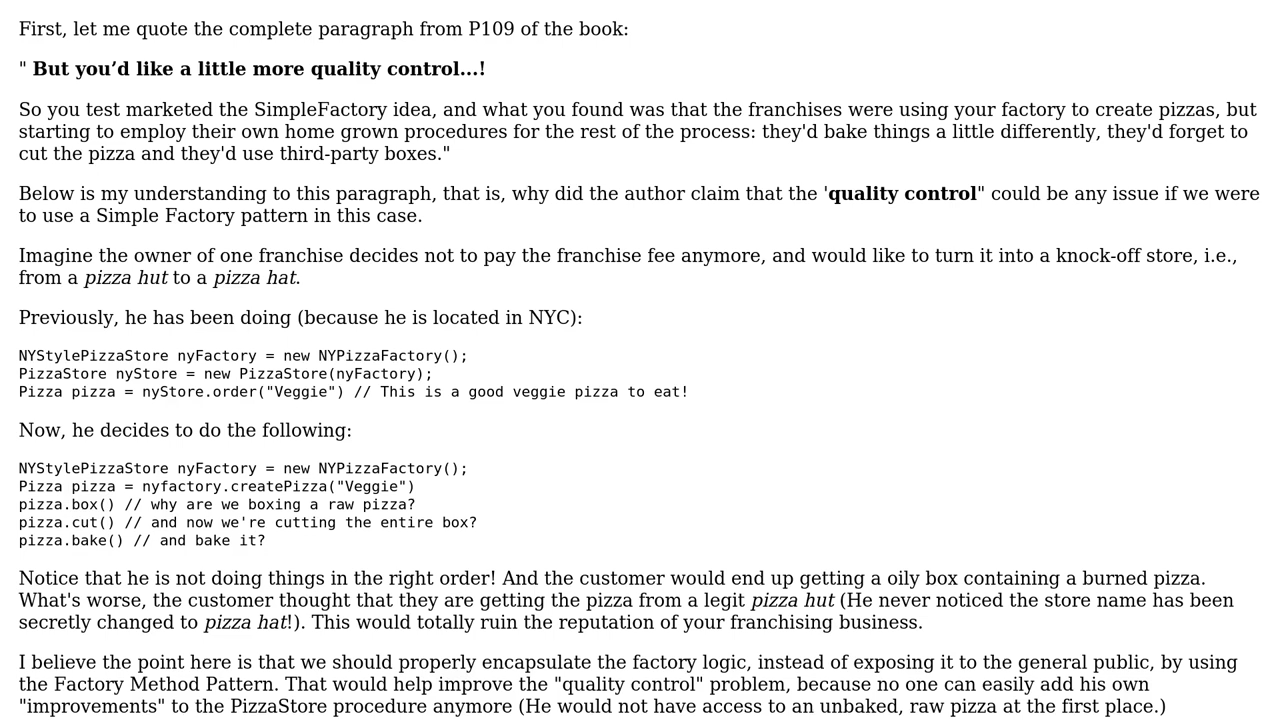 First, let me quote the complete paragraph from P109 of the book:
" But you’d like a little more quality control...!
So you test marketed the SimpleFactory idea, and what you found was that the franchises were using your factory to create pizzas, but
starting to employ their own home grown procedures for the rest of the process: they'd bake things a little differently, they'd forget to
cut the pizza and they'd use third-party boxes."
Below is my understanding to this paragraph, that is, why did the author claim that the 'quality control" could be any issue if we were
to use a Simple Factory pattern in this case.
Imagine the owner of one franchise decides not to pay the franchise fee anymore, and would like to turn it into a knock-off store, i.e.,
from a pizza hut to a pizza hat.
Previously, he has been doing (because he is located in NYC):
NYStylePizzaStore nyFactory = new NYPizzaFactory();
PizzaStore nyStore = new PizzaStore(nyFactory);
Pizza pizza = nyStore.order("Veggie") // This is a good veggie pizza to eat!
Now, he decides to do the following:
NYStylePizzaStore nyFactory = new NYPizzaFactory();
Pizza pizza = nyfactory.createPizza("Veggie")
pizza.box() // why are we boxing a raw pizza?
pizza.cut() // and now we're cutting the entire box?
pizza.bake() // and bake it?
Notice that he is not doing things in the right order! And the customer would end up getting a oily box containing a burned pizza.
What's worse, the customer thought that they are getting the pizza from a legit pizza hut (He never noticed the store name has been
secretly changed to pizza hat!). This would totally ruin the reputation of your franchising business.
I believe the point here is that we should properly encapsulate the factory logic, instead of exposing it to the general public, by using
the Factory Method Pattern. That would help improve the "quality control" problem, because no one can easily add his own
"improvements" to the PizzaStore procedure anymore (He would not have access to an unbaked, raw pizza at the first place.)